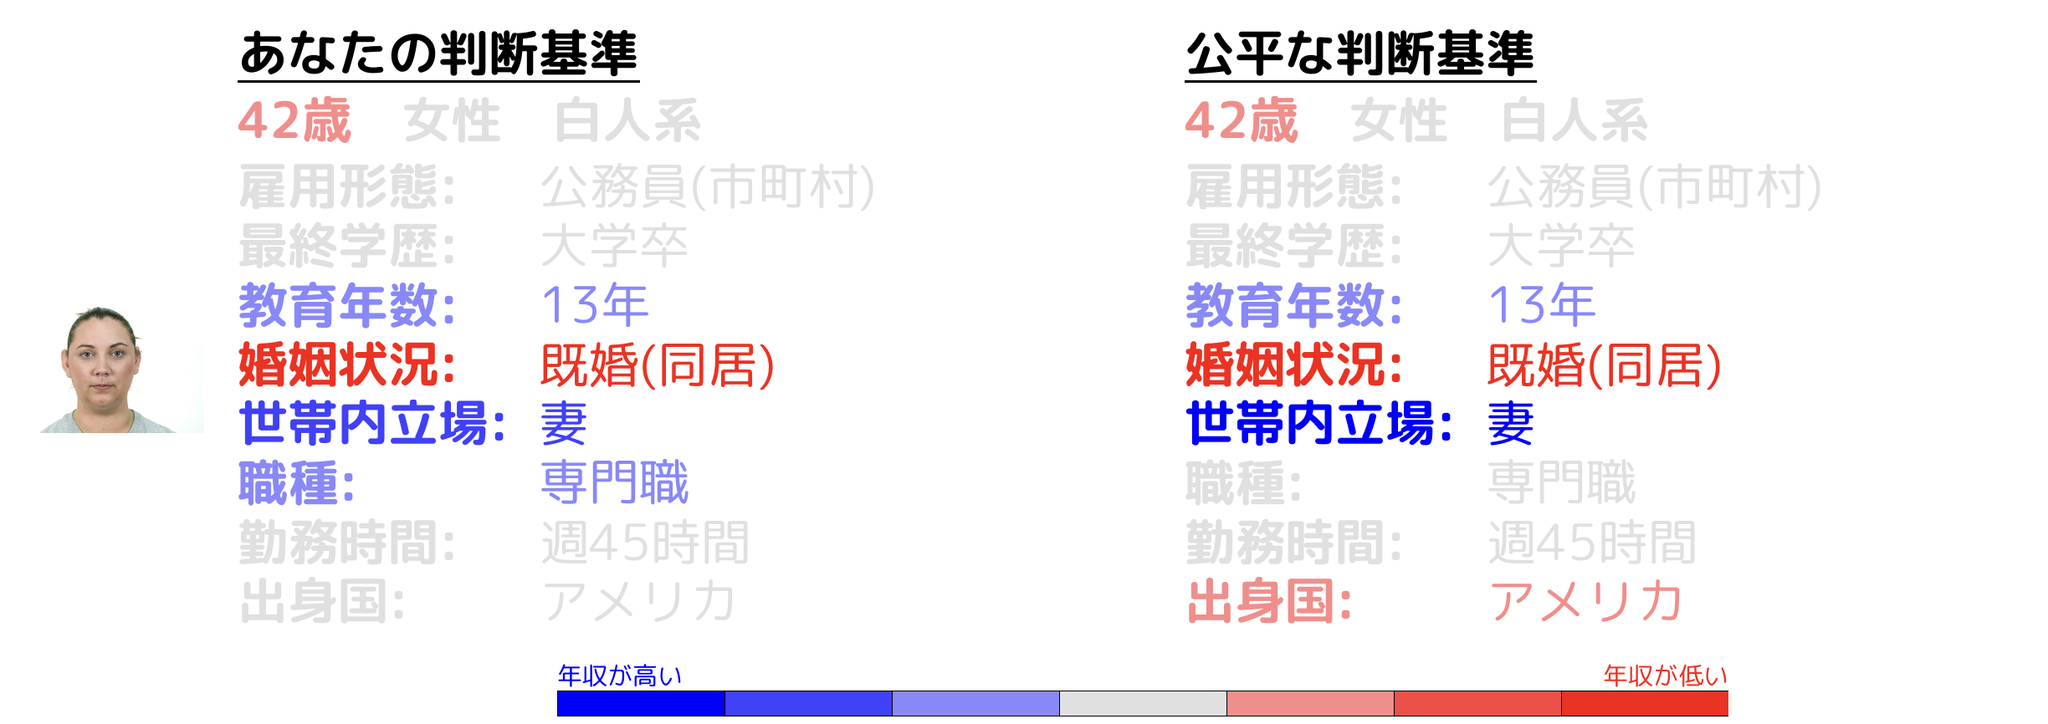 あなたの判断基準
42歳 女性 白人系
雇用形態: 公務員(市町村)
最終学歴: 大学卒
教育年数: 13年
婚姻状況: 既婚(同居)
世帯内立場: 妻
職種: 専門職
勤務時間: 週45時間
出身国: アメリカ
公平な判断基準
42歳 女性 白人系
雇用形態: 公務員(市町村)
最終学歴: 大学卒
教育年数: 13年
婚姻状況: 既婚(同居)
世帯内立場: 妻
職種: 専門職
勤務時間: 週45時間
出身国: アメリカ
年収が高い
年収が低い